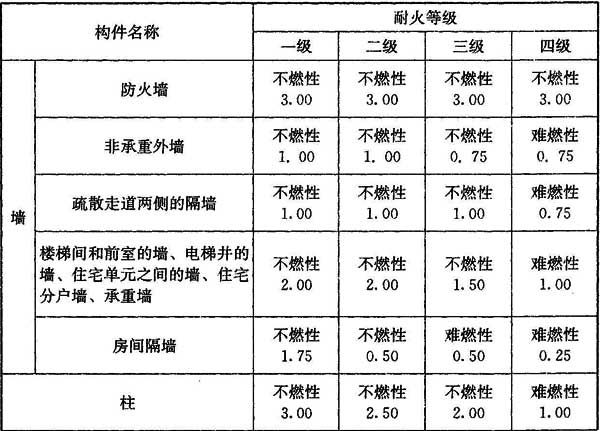 构件名称
耐火等级
一级 二级 三级 四级
墙
防火墙
不燃性 不燃性 不燃性 不燃性
3.00 3.00 3.00 3.00
非承重外墙
不燃性 不燃性 不燃性 难燃性
1.00 1.00 0.75 0.75
疏散走道两侧的隔墙
不燃性 不燃性 不燃性 难燃性
1.00 1.00 1.00 0.75
楼梯间和前室的墙、电梯井的
墙、住宅单元之间的墙、住宅
分户墙、承重墙
不燃性 不燃性 不燃性 难燃性
2.00 2.00 1.50 1.00
房间隔墙
不燃性 不燃性 难燃性 难燃性
1.75 0.50 0.50 0.25
柱
不燃性 不燃性 不燃性 难燃性
3.00 2.50 2.00 1.00